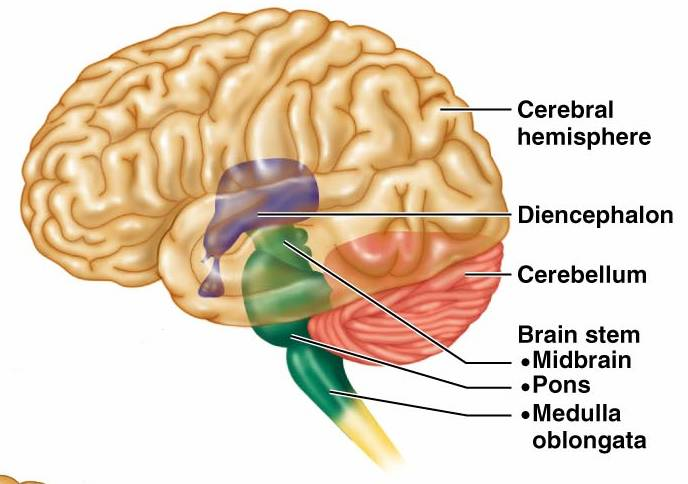 Cerebral
hemisphere
Diencephalon
Cerebellum
Brain stem
•Midbrain
•Pons
•Medulla
oblongata